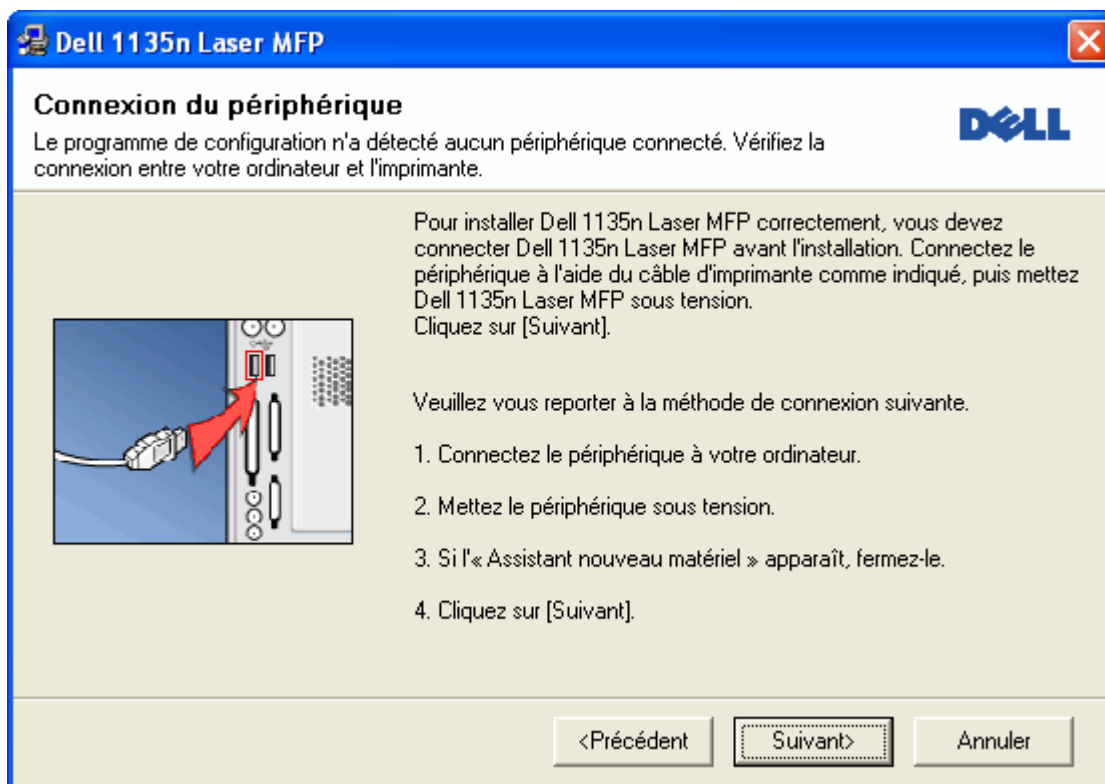 Dell 1135n Laser MFP
Connexion du périphérique
Le programme de configuration n'a détecté aucun périphérique connecté. Vérifiez la
connexion entre votre ordinateur et l'imprimante.
DELL
Pour installer Dell 1135n Laser MFP correctement, vous devez
connecter Dell 1135n Laser MFP avant l'installation. Connectez le
périphérique à l'aide du câble d'imprimante comme indiqué, puis mettez
Dell 1135n Laser MFP sous tension.
Cliquez sur [Suivant].
Veuillez vous reporter à la méthode de connexion suivante.
1. Connectez le périphérique à votre ordinateur.
2. Mettez le périphérique sous tension.
3. Si l'« Assistant nouveau matériel » apparaît, fermez-le.
4. Cliquez sur [Suivant].
<Précédent
Suivant>
Annuler